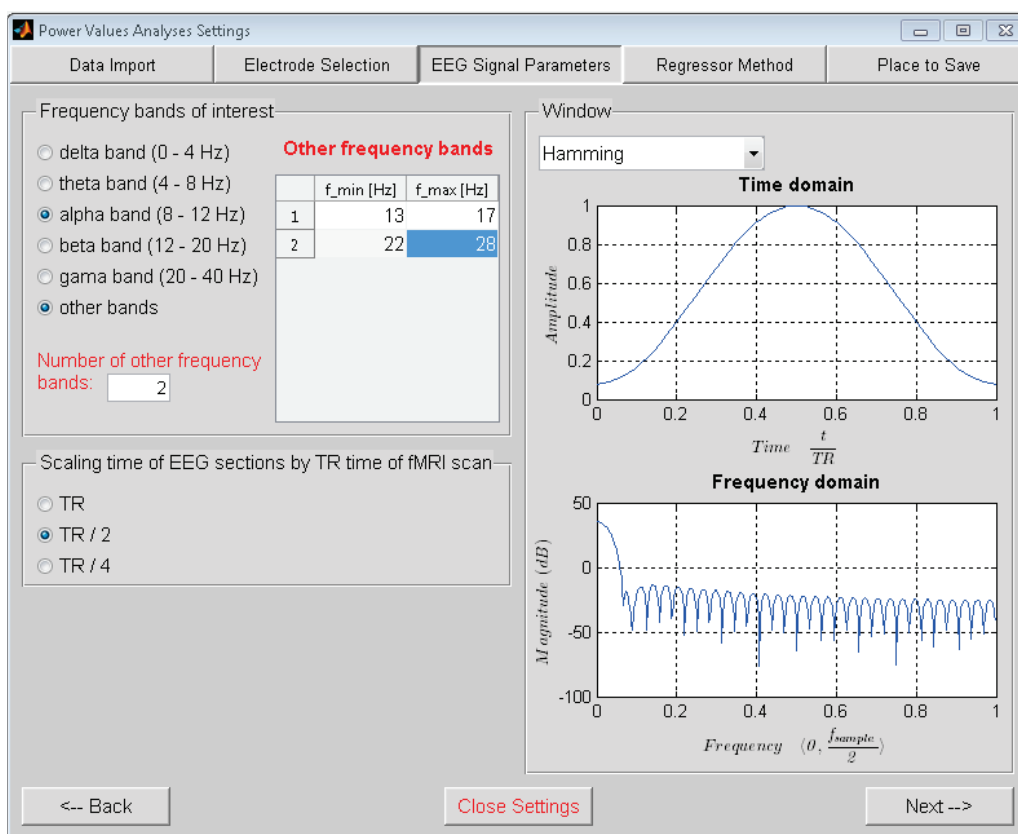 Power Values Analyses Settings
Data Import
Electrode Selection
EEG Signal Parameters
Regressor Method
Place to Save
Frequency bands of interest
delta band (0 - 4 Hz)
theta band (4 - 8 Hz)
alpha band (8 - 12 Hz)
beta band (12 - 20 Hz)
gama band (20 - 40 Hz)
other bands
Number of other frequency
bands: 2
Other frequency bands
f_min [Hz] f_max [Hz]
1 13 17
2 22 28
Scaling time of EEG sections by TR time of fMRI scan
TR
TR / 2
TR / 4
Window
Hamming
Time domain
Amplitude
1
0.8
0.6
0.4
0.2
0
0 0.2 0.4 0.6 0.8 1
Time t/TR
Frequency domain
Magnitude (dB)
50
0
-50
-100
0 0.2 0.4 0.6 0.8 1
Frequency ⟨0, f_sample/2⟩
<-- Back
Close Settings
Next -->